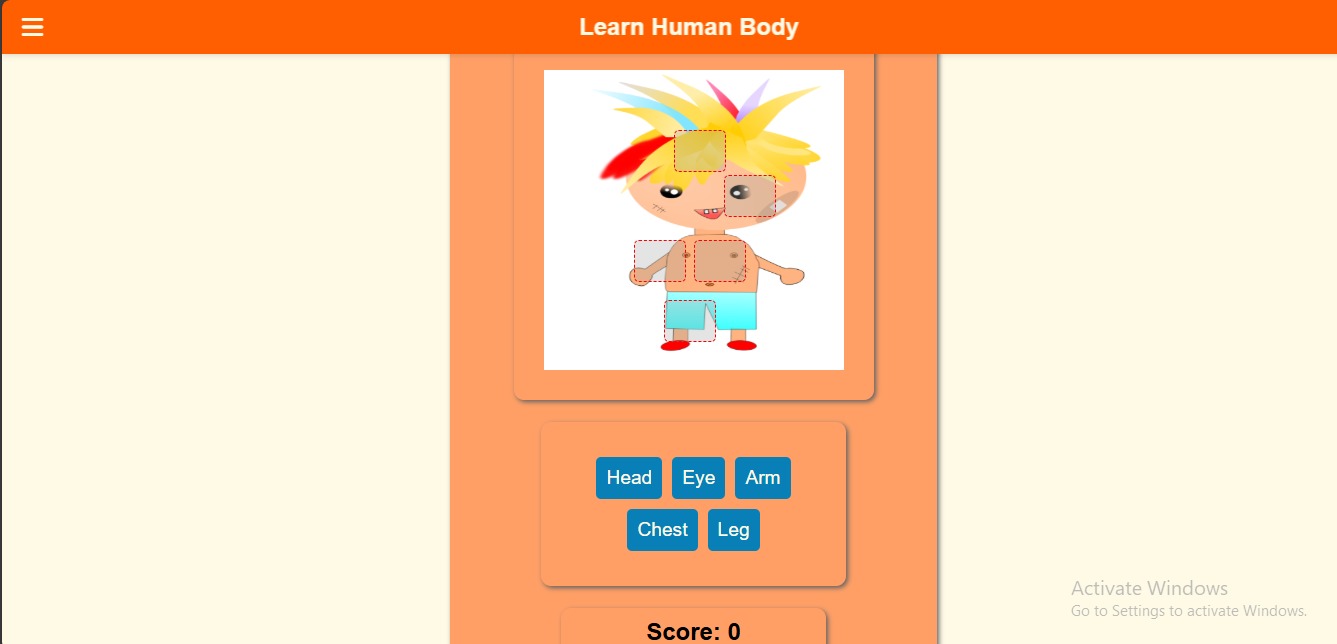 Learn Human Body
Head Eye Arm
Chest Leg
Score: 0
Activate Windows
Go to Settings to activate Windows.